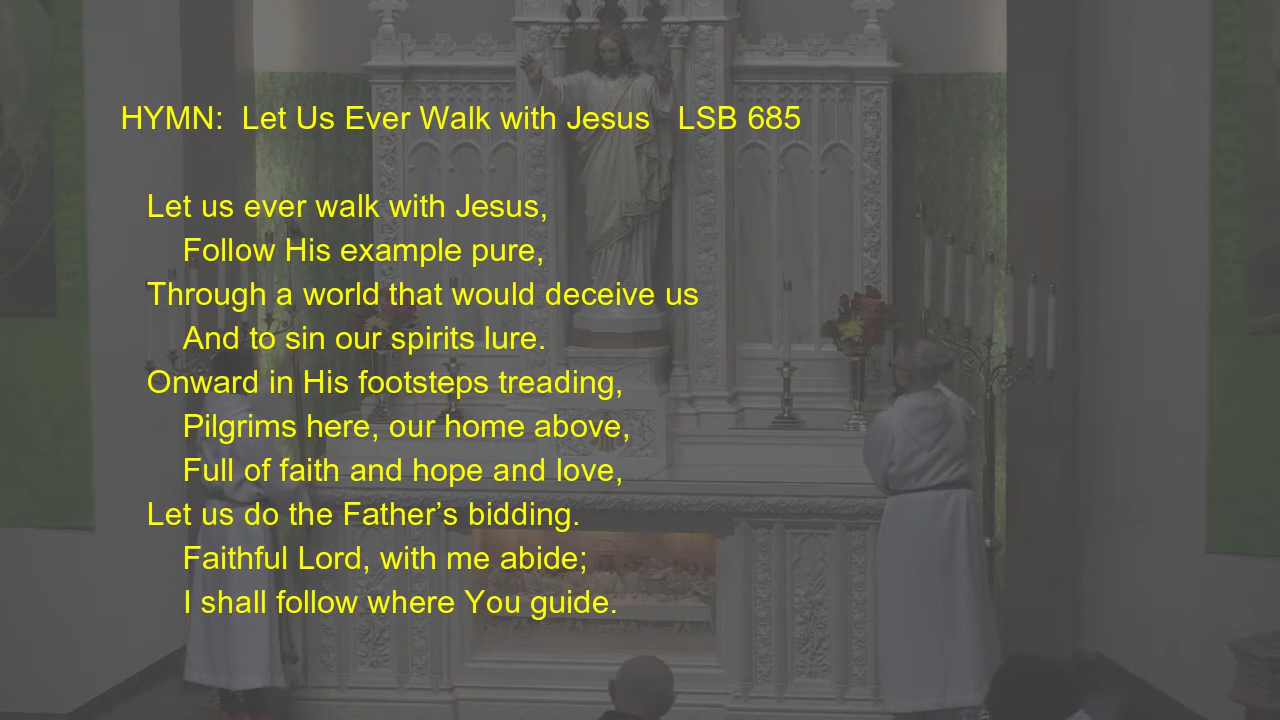 HYMN: Let Us Ever Walk with Jesus LSB 685
Let us ever walk with Jesus,
Follow His example pure,
Through a world that would deceive us
And to sin our spirits lure.
Onward in His footsteps treading,
Pilgrims here, our home above,
Full of faith and hope and love,
Let us do the Father’s bidding.
Faithful Lord, with me abide;
I shall follow where You guide.